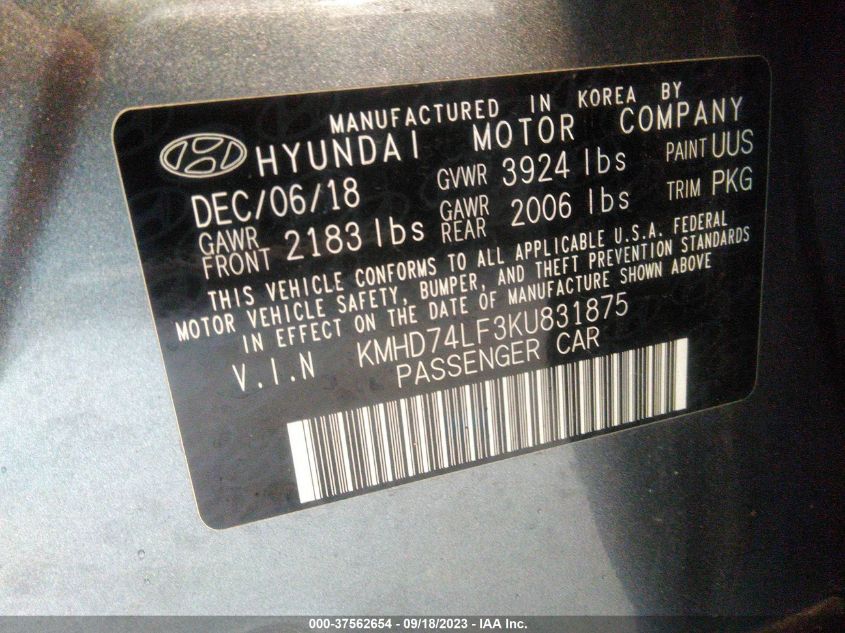 MANUFACTURED IN KOREA BY
HYUNDAI MOTOR COMPANY
DEC/06/18 GVWR 3924 lbs PAINT UUS
GAWR FRONT 2183 lbs GAWR REAR 2006 lbs TRIM PKG
THIS VEHICLE CONFORMS TO ALL APPLICABLE U.S.A. FEDERAL
MOTOR VEHICLE SAFETY, BUMPER, AND THEFT PREVENTION STANDARDS
IN EFFECT ON THE DATE OF MANUFACTURE SHOWN ABOVE
V.I.N KMHD74LF3KU831875
PASSENGER CAR
000-37562654 - 09/18/2023 - IAA Inc.